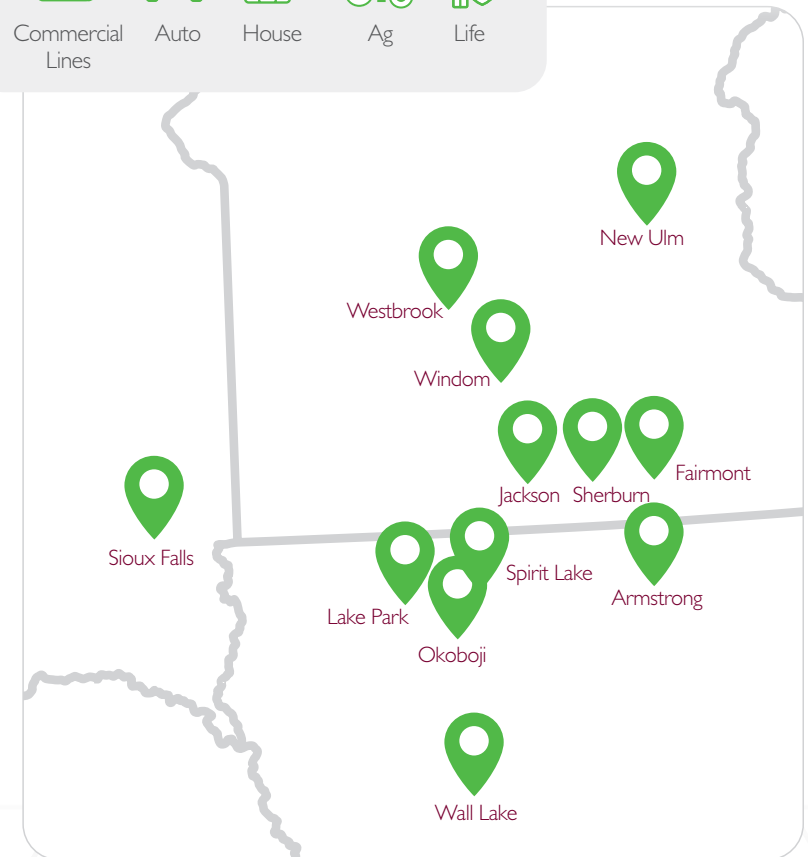 Commercial
Lines
Auto
House
Ag
Life
New Ulm
Westbrook
Windom
Fairmont
Jackson
Sherburn
Sioux Falls
Spirit Lake
Armstrong
Lake Park
Okoboji
Wall Lake